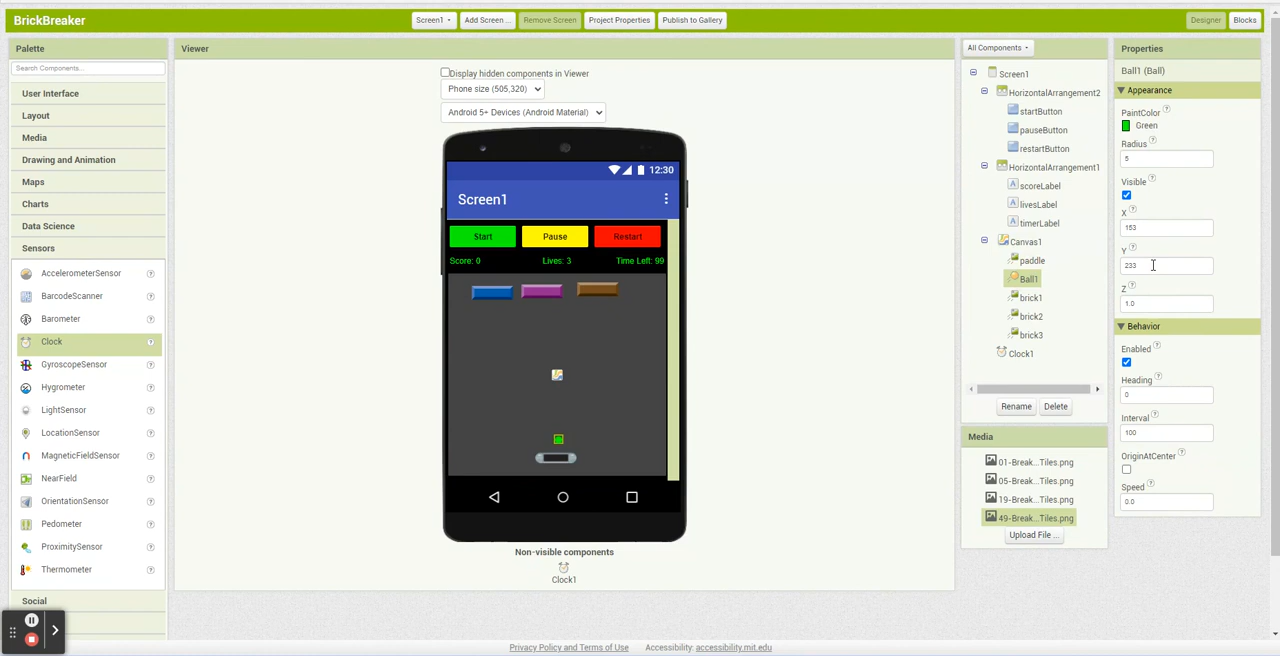 BrickBreaker
Screen1
Add Screen ...
Remove Screen
Project Properties
Publish to Gallery
Designer
Blocks
Palette
Search Components...
User Interface
Layout
Media
Drawing and Animation
Maps
Charts
Data Science
Sensors
AccelerometerSensor
BarcodeScanner
Barometer
Clock
GyroscopeSensor
Hygrometer
LightSensor
LocationSensor
MagneticFieldSensor
NearField
OrientationSensor
Pedometer
ProximitySensor
Thermometer
Social
Viewer
Display hidden components in Viewer
Phone size (505,320)
Android 5+ Devices (Android Material)
12:30
Screen1
Start Pause Restart
Score: 0 Lives: 3 Time Left: 99
Non-visible components
Clock1
All Components
Screen1
HorizontalArrangement2
startButton
pauseButton
restartButton
HorizontalArrangement1
scoreLabel
livesLabel
timerLabel
Canvas1
paddle
Ball1
brick1
brick2
brick3
Clock1
Rename Delete
Media
01-Break...Tiles.png
05-Break...Tiles.png
19-Break...Tiles.png
49-Break...Tiles.png
Upload File ...
Properties
Ball1 (Ball)
Appearance
PaintColor
Green
Radius
5
Visible
X
153
Y
233
Z
1.0
Behavior
Enabled
Heading
0
Interval
100
OriginAtCenter
Speed
0.0
Privacy Policy and Terms of Use Accessibility: accessibility.mit.edu